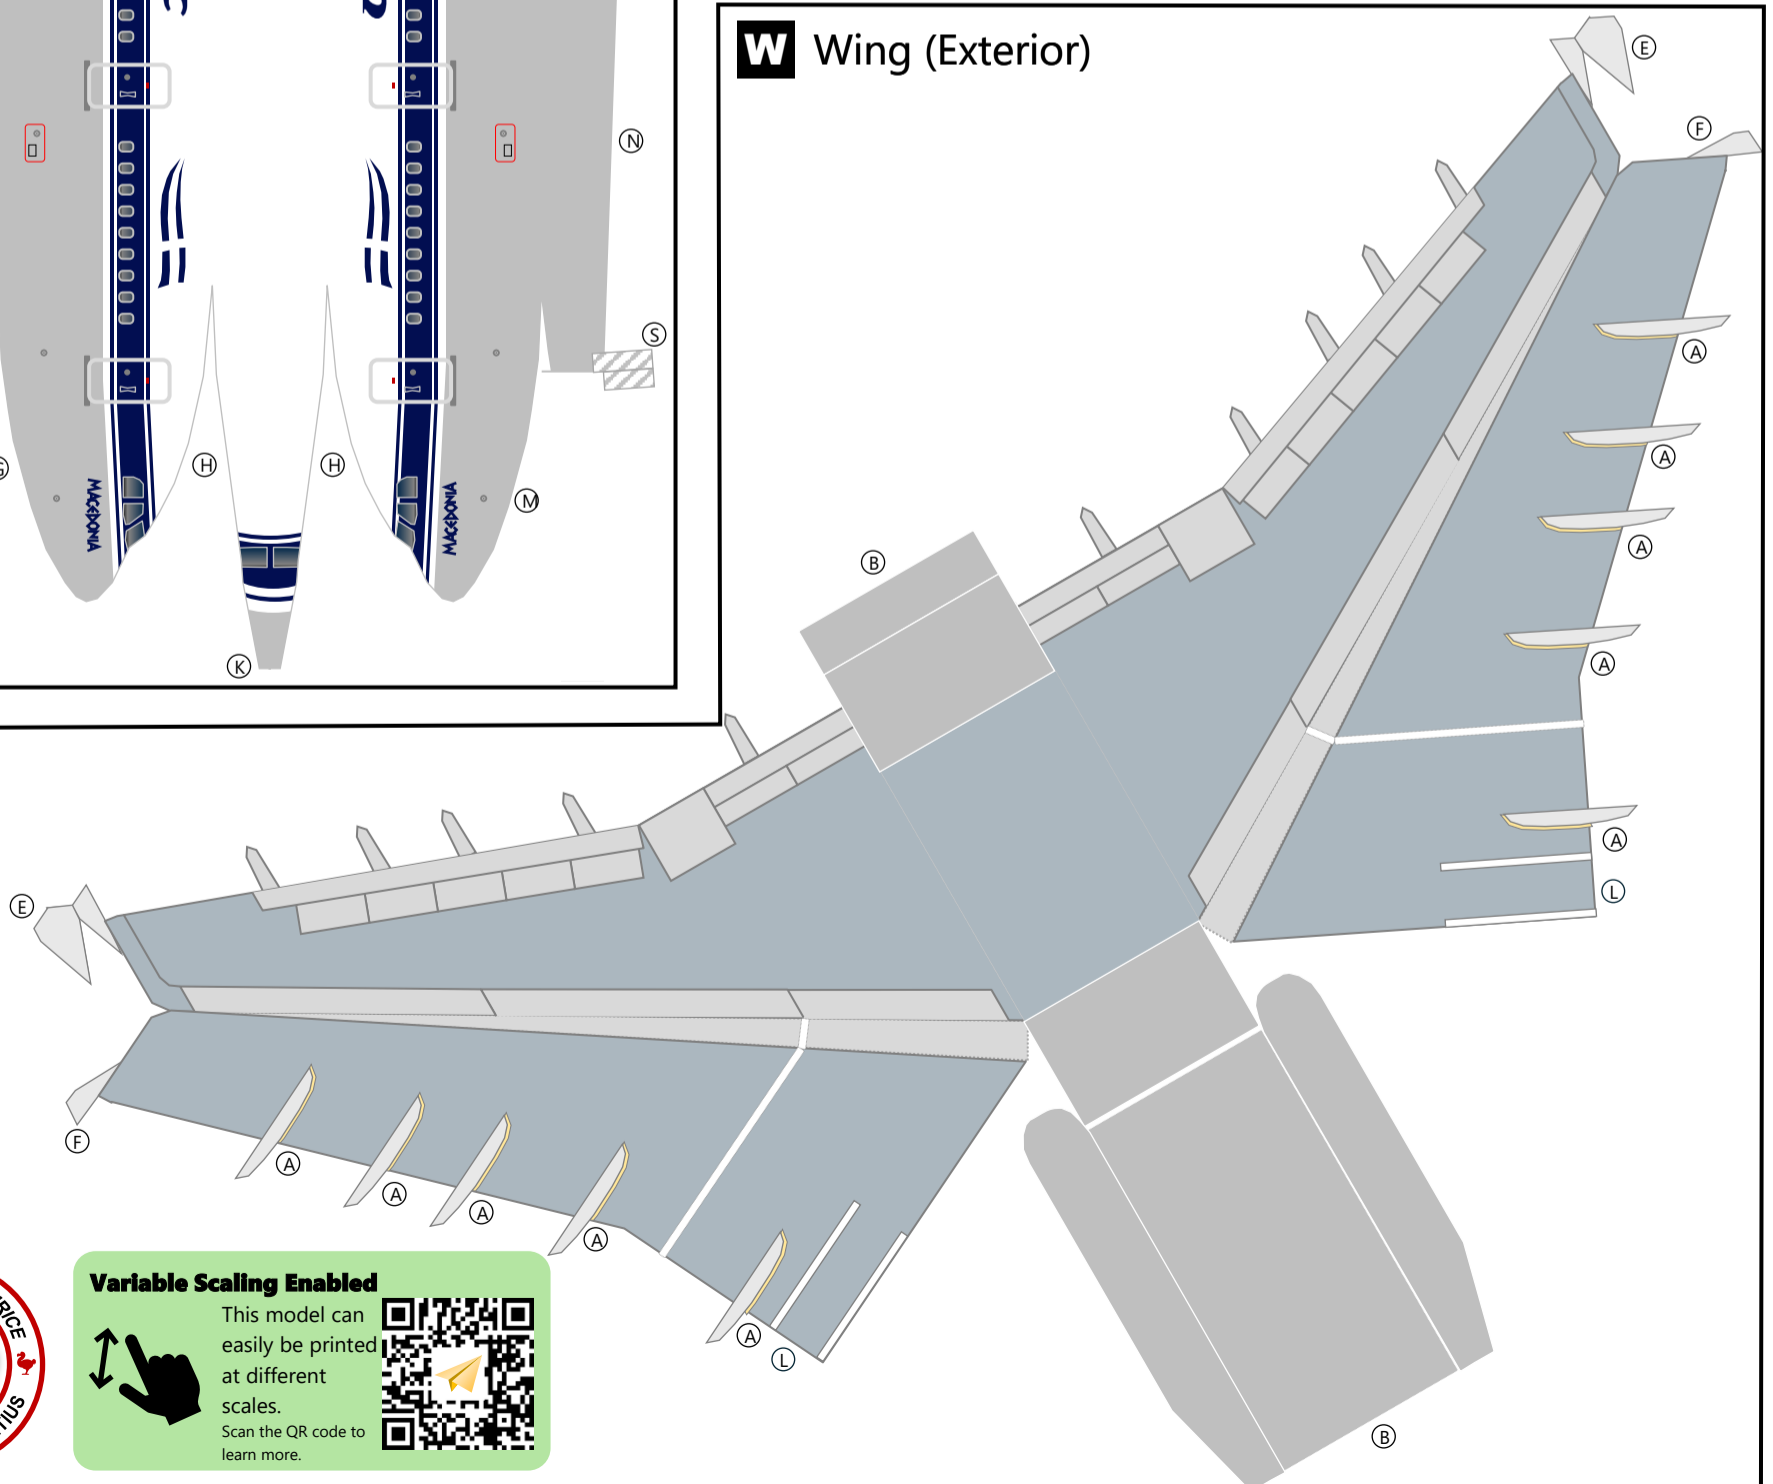 W Wing (Exterior)
E
F
N
A
S
A
G
H
H
MACEDONIA
MACEDONIA
M
A
B
K
A
A
L
E
F
A
A
A
A
A
L
B
Variable Scaling Enabled
This model can
easily be printed
at different
scales.
Scan the QR code to
learn more.